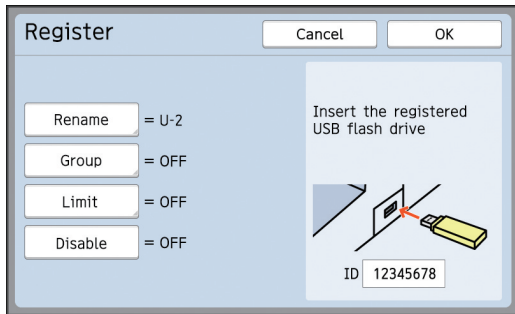 Register
Cancel
OK
Rename = U-2
Group = OFF
Limit = OFF
Disable = OFF
Insert the registered
USB flash drive
ID 12345678